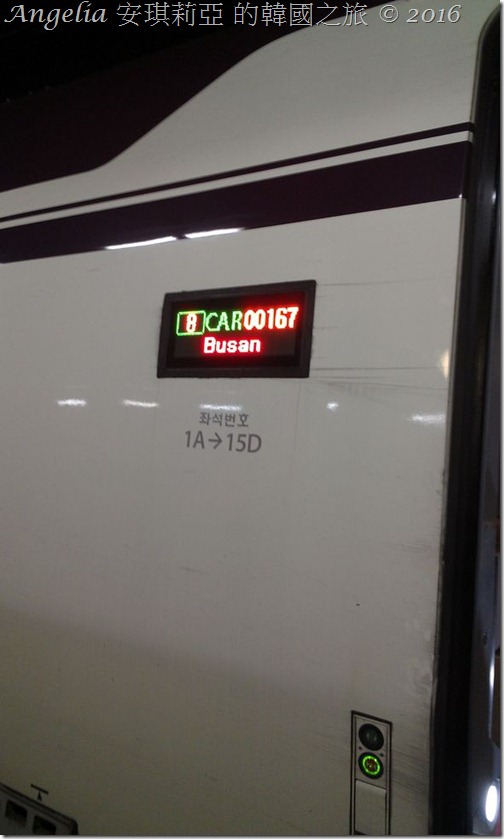 Angelia 安琪莉亞 的韓國之旅 © 2016
8 CAR00167
Busan
좌석번호
1A→15D